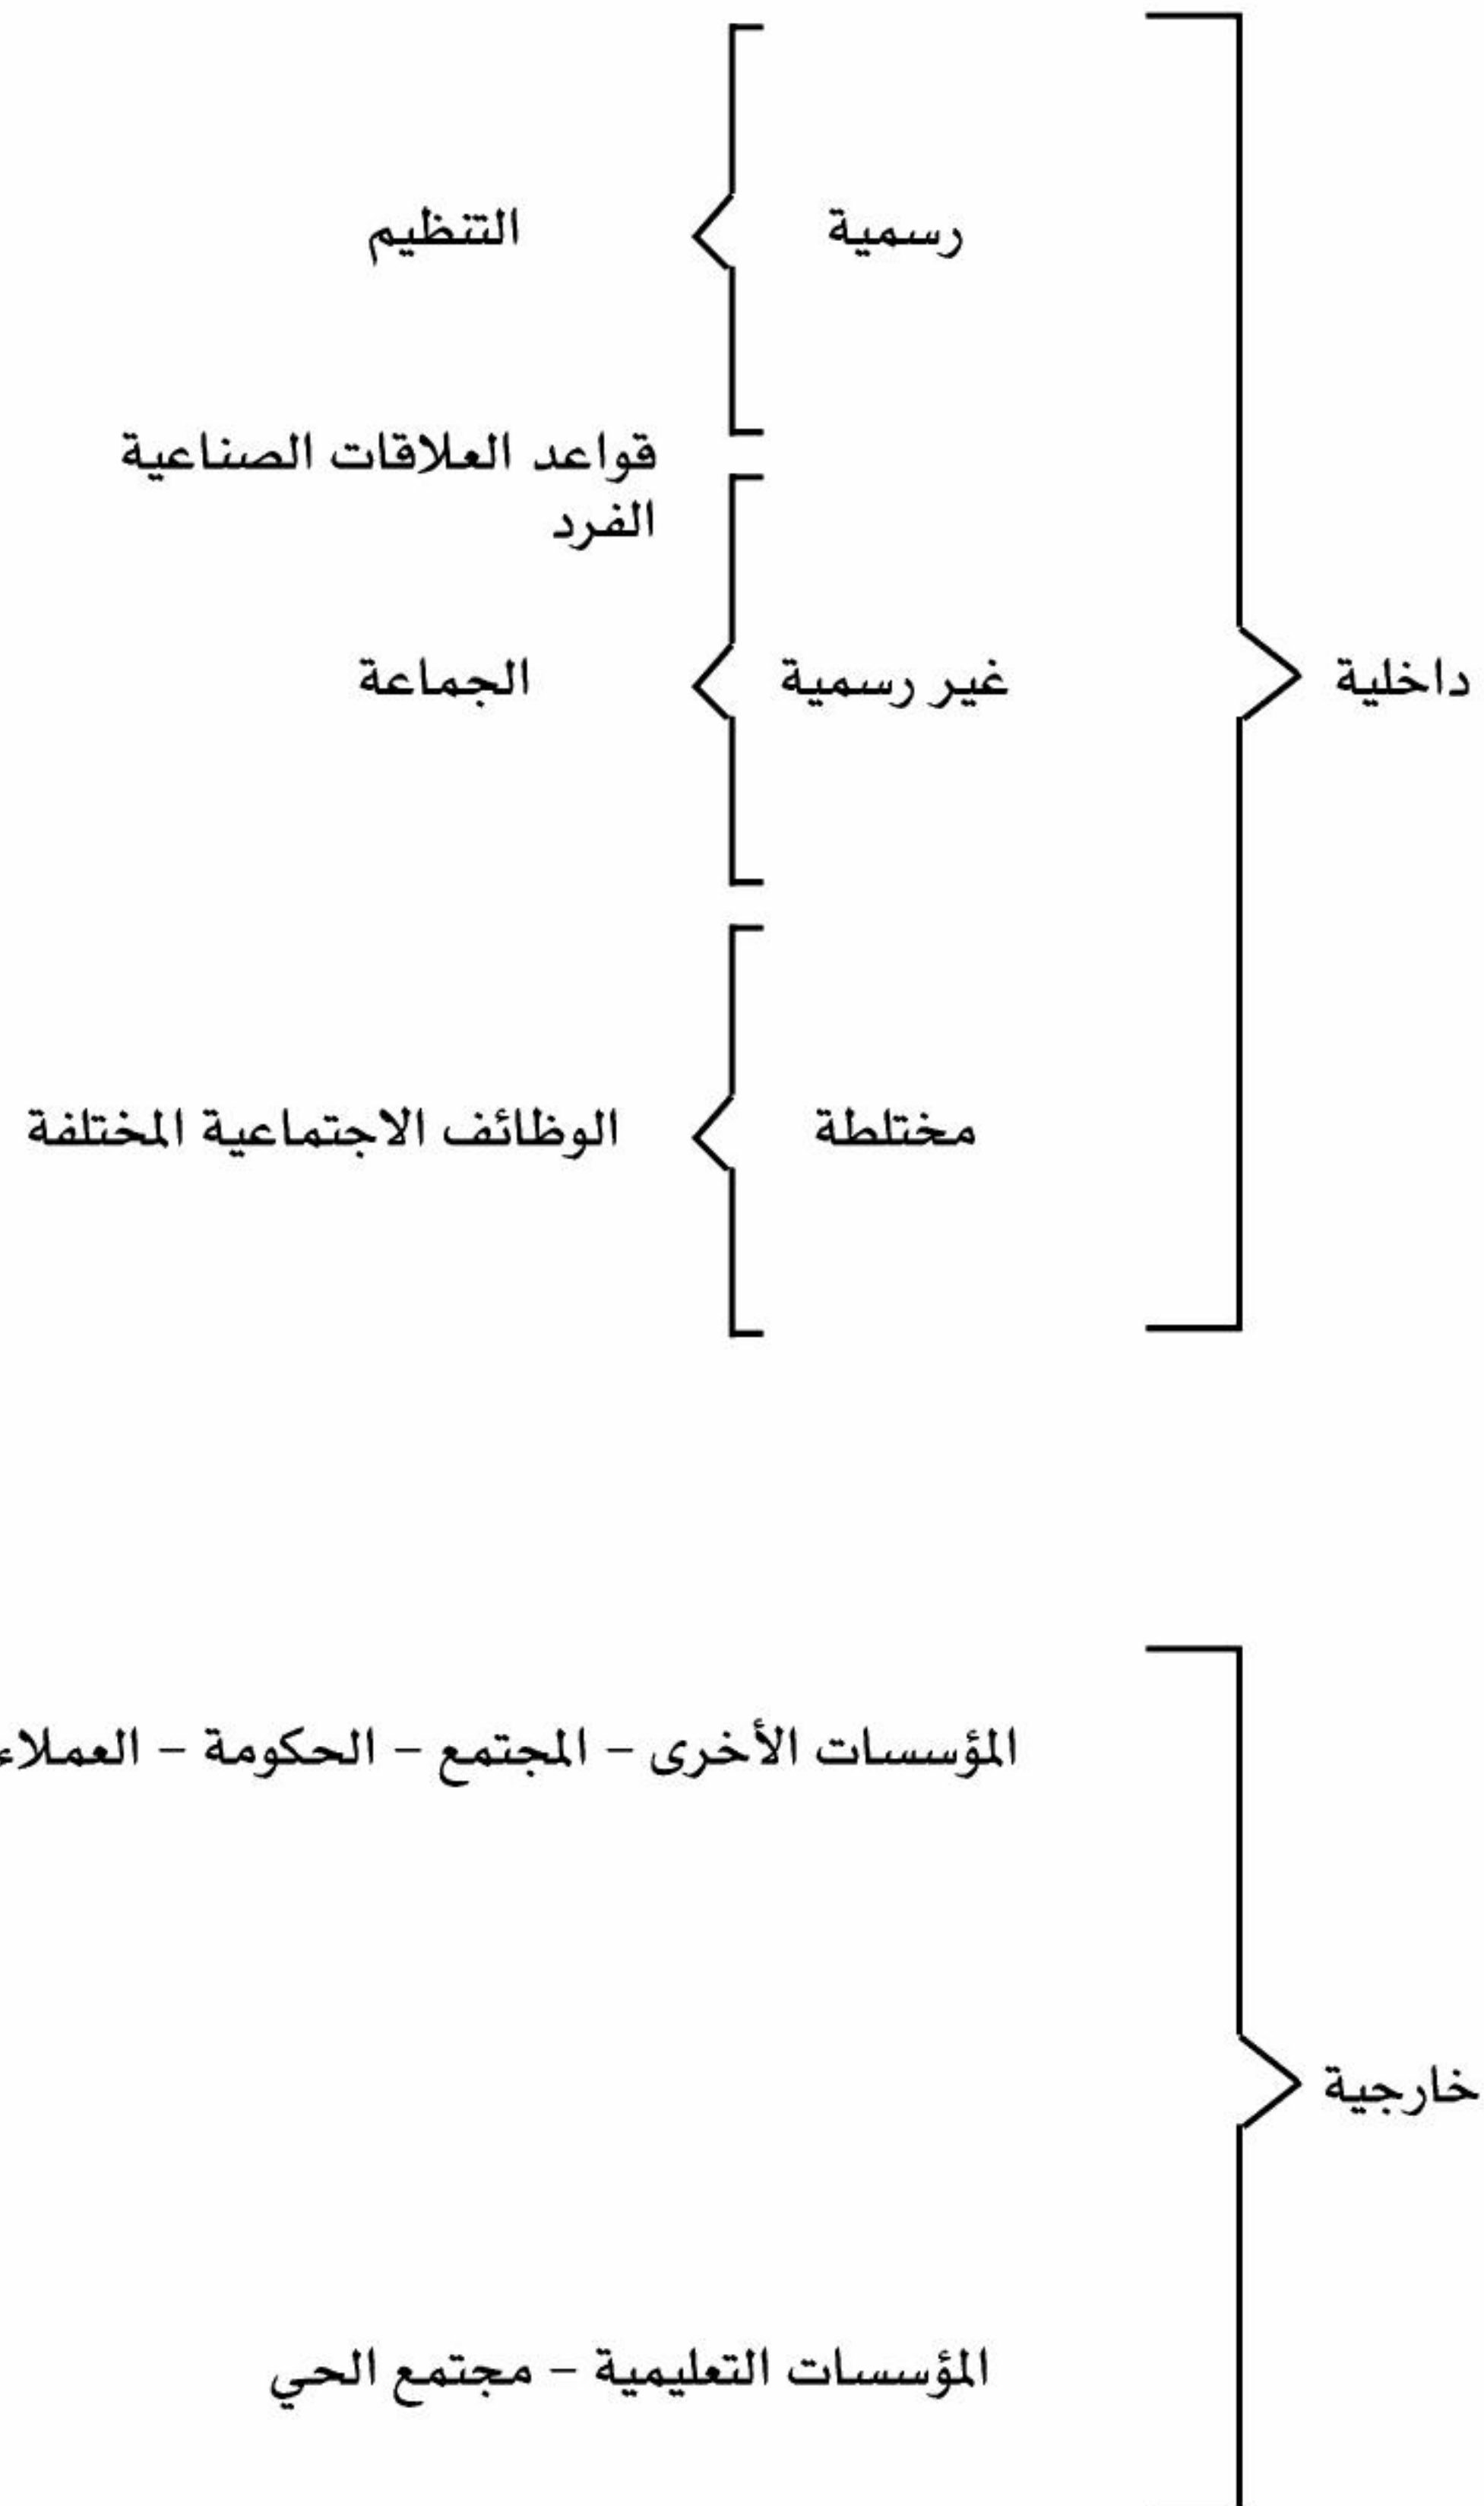 رسمية التنظيم
قواعد العلاقات الصناعية
الفرد
داخلية غير رسمية الجماعة
مختلطة الوظائف الاجتماعية المختلفة
المؤسسات الأخرى – المجتمع – الحكومة – العملاء
خارجية
المؤسسات التعليمية – مجتمع الحي